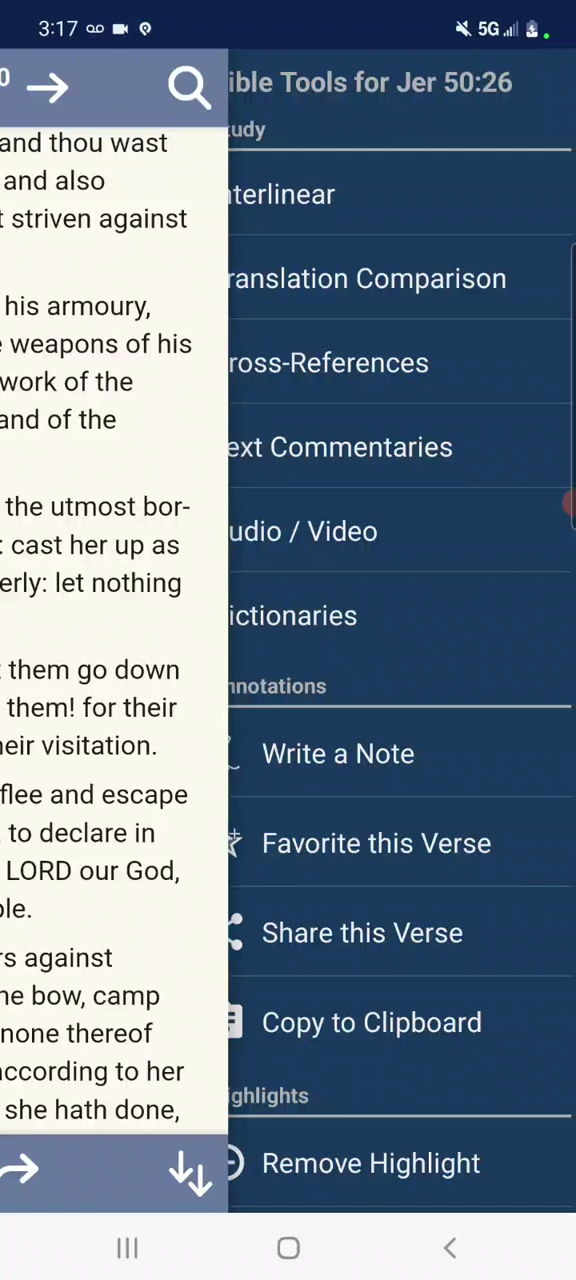 3:17
5G
0
and thou wast
and also
t striven against
his armoury,
e weapons of his
work of the
and of the
the utmost bor-
: cast her up as
erly: let nothing
t them go down
them! for their
heir visitation.
flee and escape
to declare in
LORD our God,
ple.
rs against
he bow, camp
none thereof
according to her
she hath done,
ible Tools for Jer 50:26
tudy
nterlinear
ranslation Comparison
ross-References
ext Commentaries
udio / Video
ictionaries
nnotations
Write a Note
Favorite this Verse
Share this Verse
Copy to Clipboard
ighlights
Remove Highlight